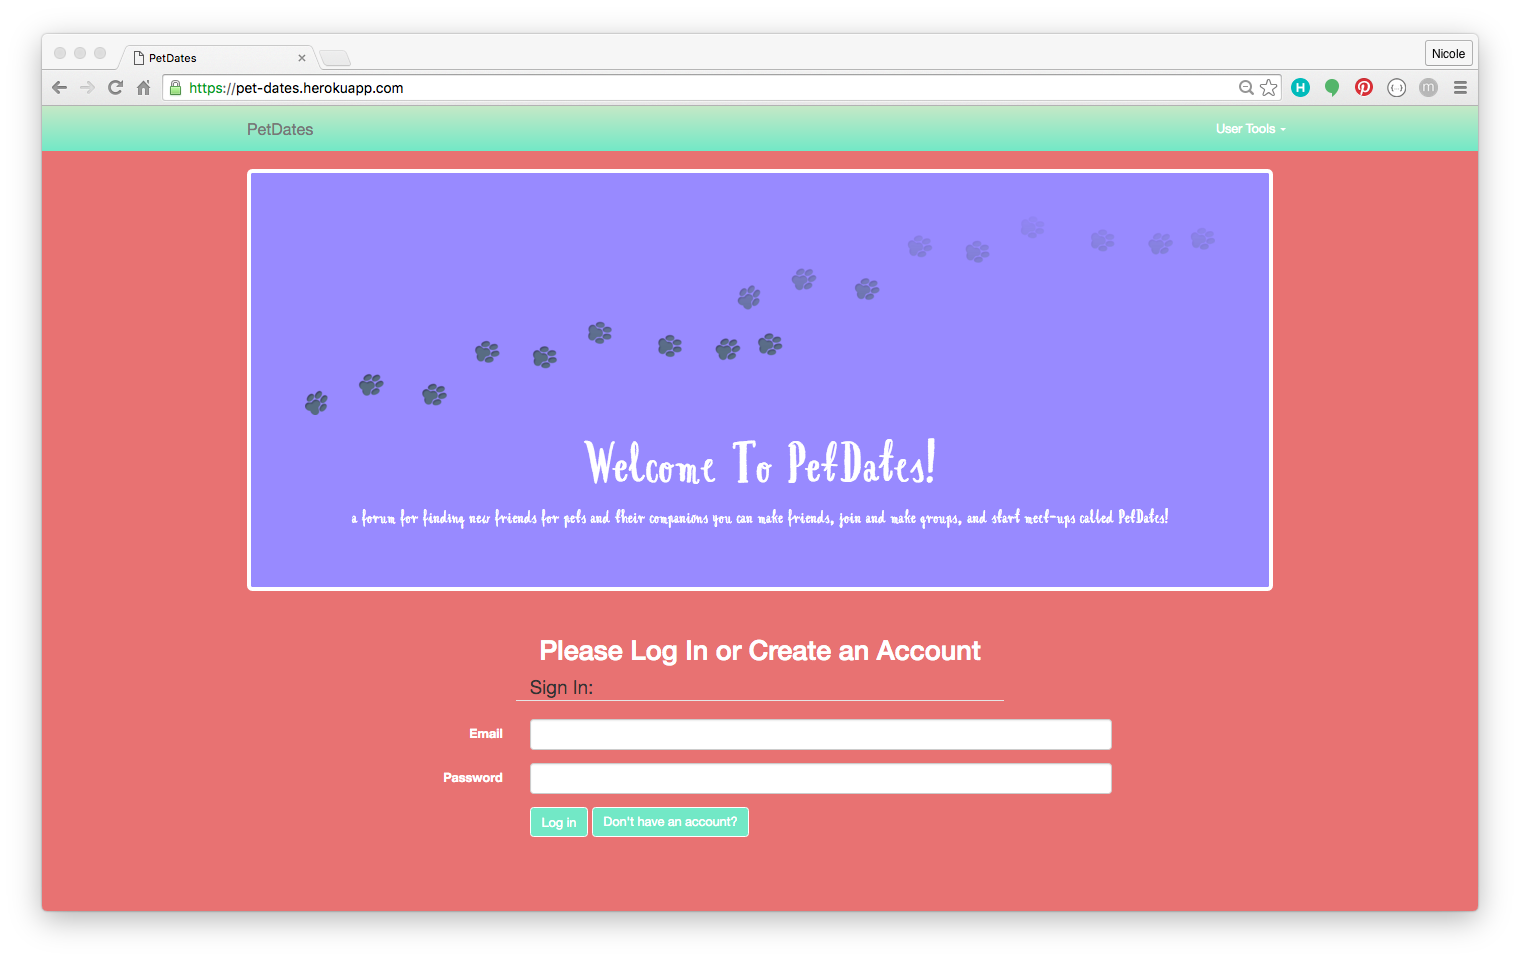 PetDates
Nicole
https://pet-dates.herokuapp.com
H
{...}
m
PetDates
User Tools
Welcome To PetDates!
a forum for finding new friends for pets and their companions you can make friends, join and make groups, and start meet-ups called PetDates!
Please Log In or Create an Account
Sign In:
Email
Password
Log in
Don't have an account?